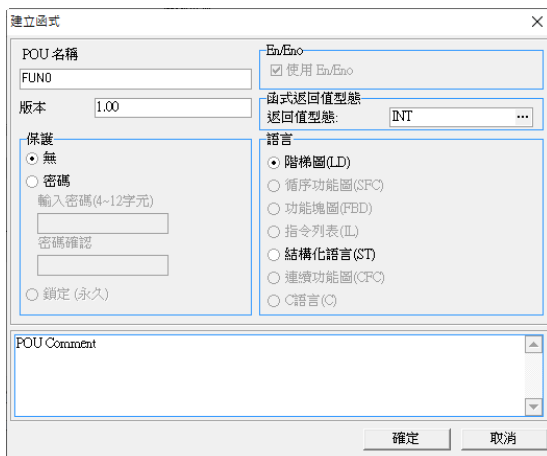 建立函式
POU 名稱
FUN0
版本
1.00
En/Eno
使用 En/Eno
函式返回值型態
返回值型態:
INT
...
保護
無
密碼
輸入密碼(4~12字元)
密碼確認
鎖定 (永久)
語言
階梯圖(LD)
循序功能圖(SFC)
功能塊圖(FBD)
指令列表(IL)
結構化語言(ST)
連續功能圖(CFC)
C語言(C)
POU Comment
確定
取消